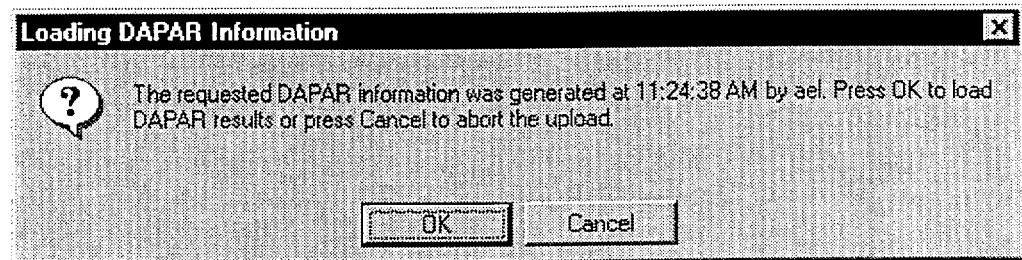 Loading DAPAR Information
The requested DAPAR information was generated at 11:24:38 AM by ael. Press OK to load
DAPAR results or press Cancel to abort the upload.
OK Cancel